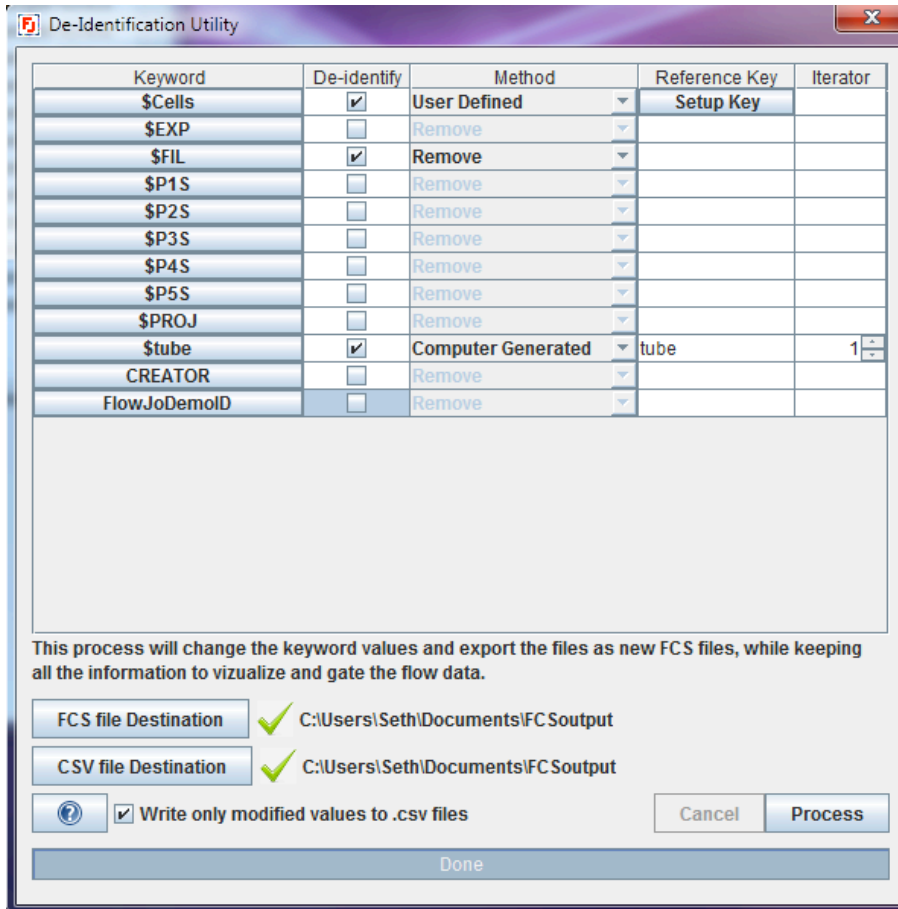 De-Identification Utility
Keyword De-identify Method Reference Key Iterator
$Cells User Defined Setup Key
$EXP Remove
$FIL Remove
$P1S Remove
$P2S Remove
$P3S Remove
$P4S Remove
$P5S Remove
$PROJ Remove
$tube Computer Generated tube 1
CREATOR Remove
FlowJoDemoID Remove
This process will change the keyword values and export the files as new FCS files, while keeping
all the information to vizualize and gate the flow data.
FCS file Destination C:\Users\Seth\Documents\FCSoutput
CSV file Destination C:\Users\Seth\Documents\FCSoutput
? Write only modified values to .csv files Cancel Process
Done